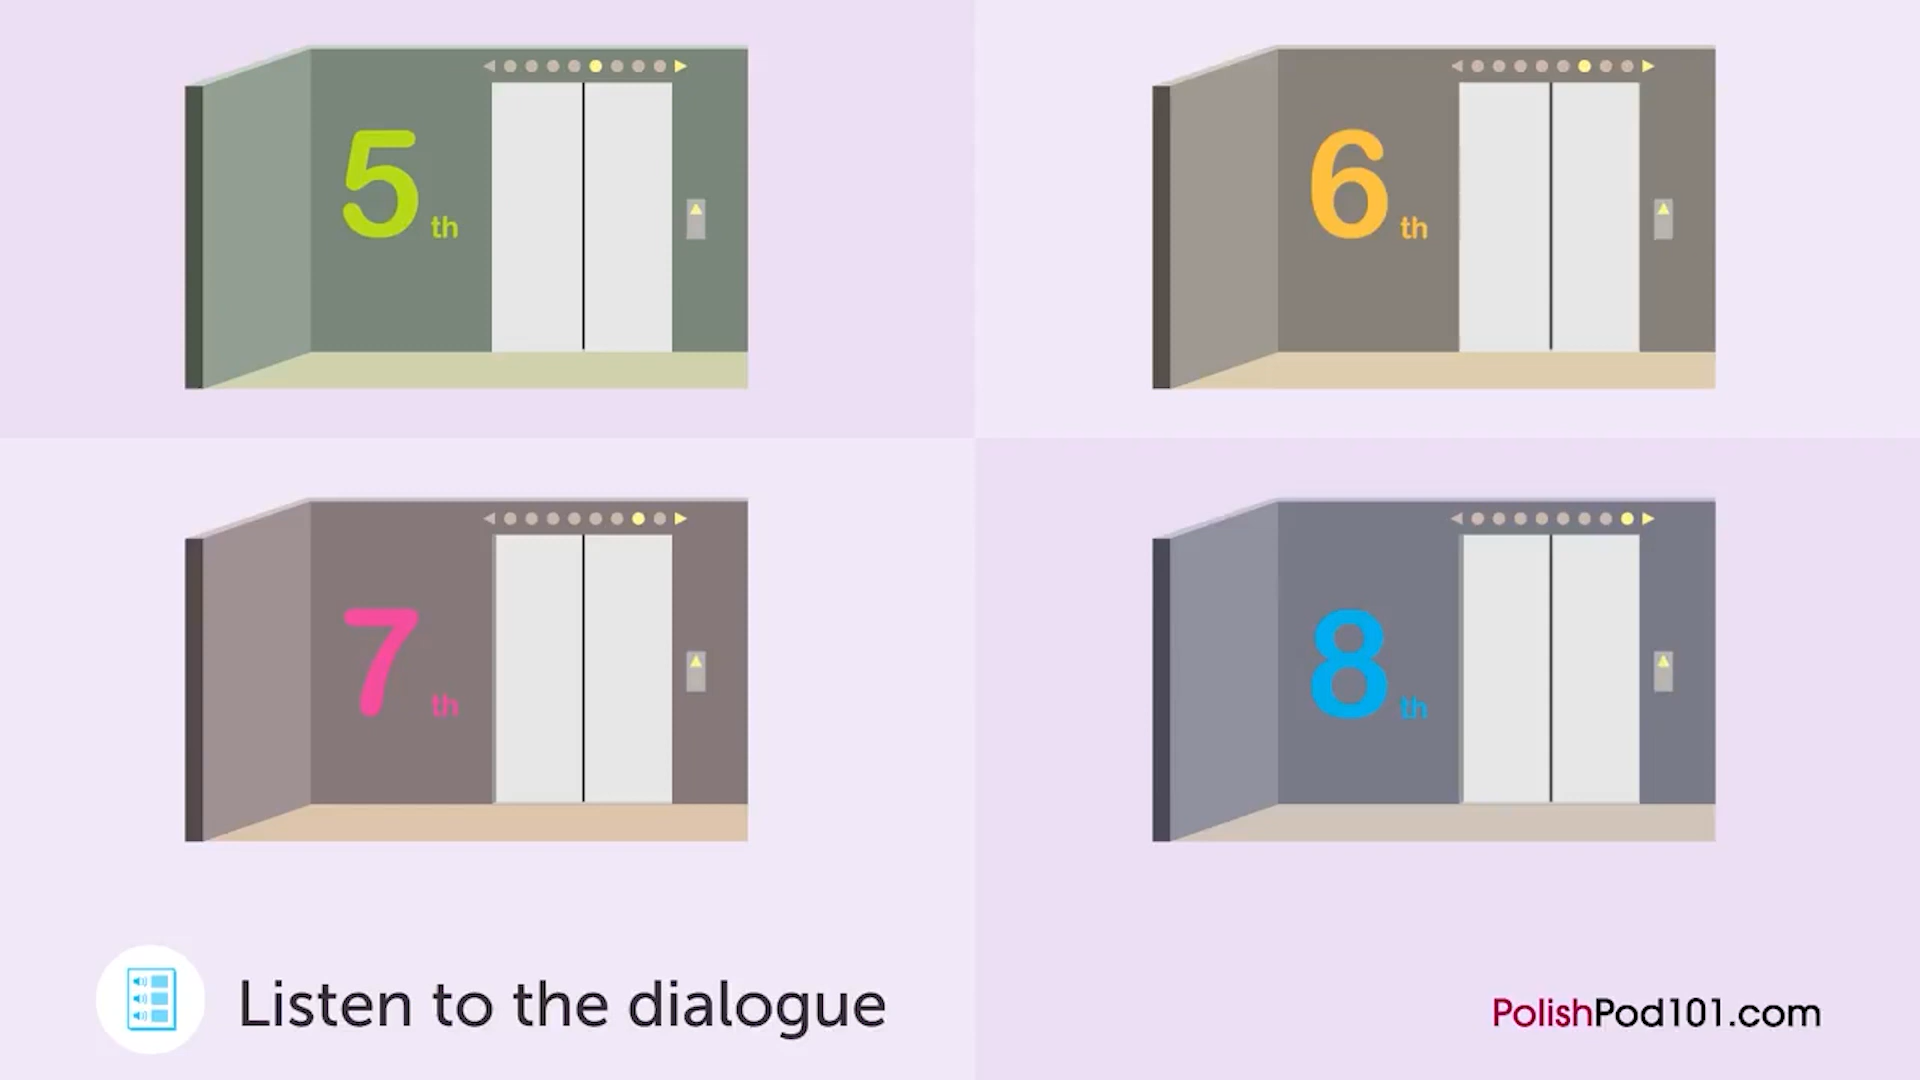 5th
6th
7th
8th
Listen to the dialogue
PolishPod101.com